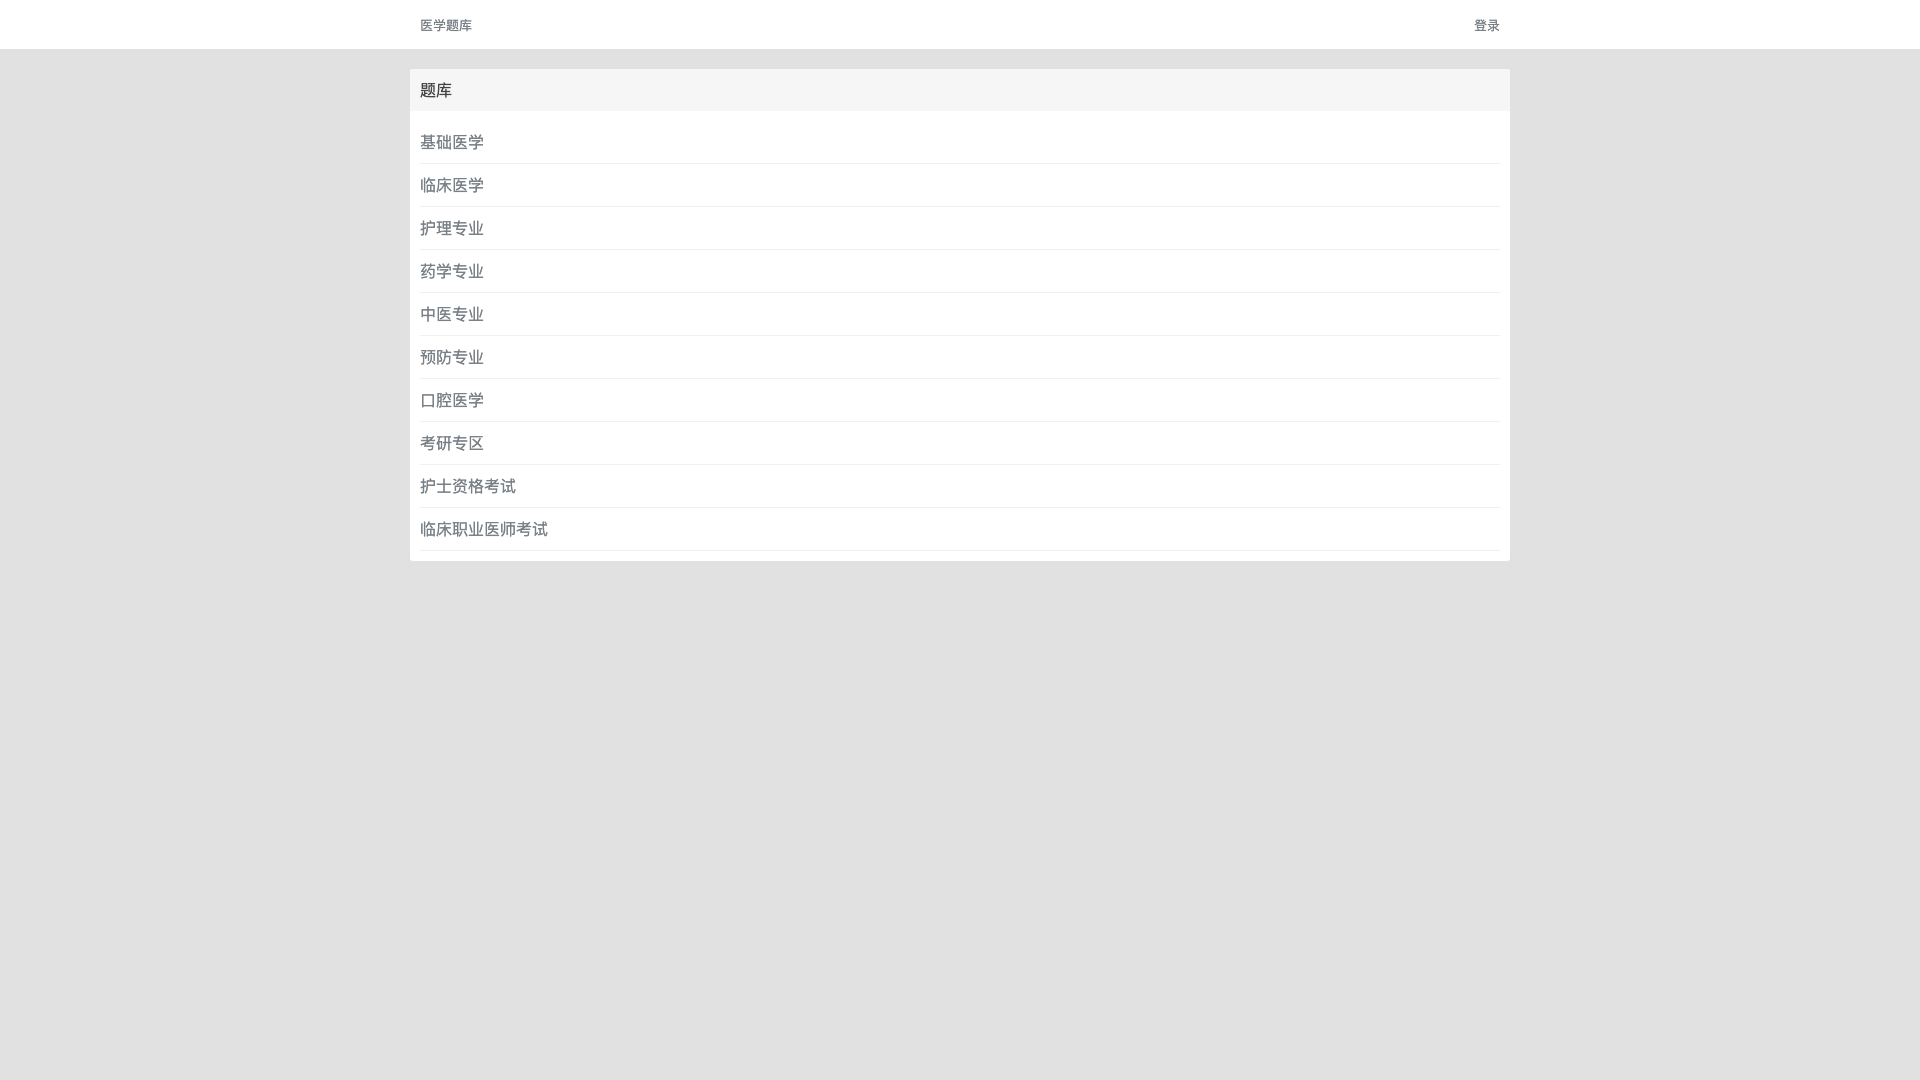 医学题库
登录
题库
基础医学
临床医学
护理专业
药学专业
中医专业
预防专业
口腔医学
考研专区
护士资格考试
临床职业医师考试